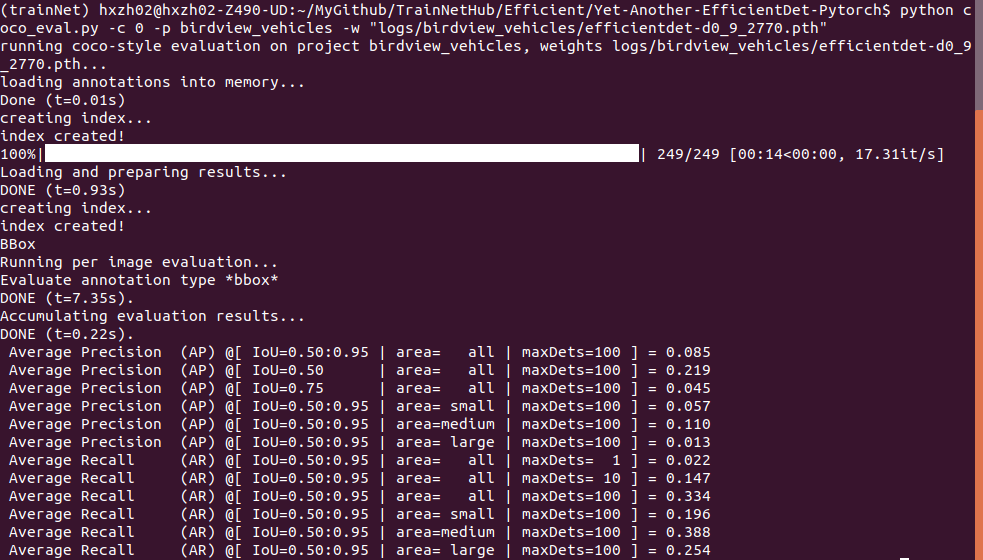 (trainNet) hxzh02@hxzh02-Z490-UD:~/MyGithub/TrainNetHub/Efficient/Yet-Another-EfficientDet-Pytorch$ python c
oco_eval.py -c 0 -p birdview_vehicles -w "logs/birdview_vehicles/efficientdet-d0_9_2770.pth"
running coco-style evaluation on project birdview_vehicles, weights logs/birdview_vehicles/efficientdet-d0_9
_2770.pth...
loading annotations into memory...
Done (t=0.01s)
creating index...
index created!
100%| | 249/249 [00:14<00:00, 17.31it/s]
Loading and preparing results...
DONE (t=0.93s)
creating index...
index created!
BBox
Running per image evaluation...
Evaluate annotation type *bbox*
DONE (t=7.35s).
Accumulating evaluation results...
DONE (t=0.22s).
 Average Precision  (AP) @[ IoU=0.50:0.95 | area=   all | maxDets=100 ] = 0.085
 Average Precision  (AP) @[ IoU=0.50      | area=   all | maxDets=100 ] = 0.219
 Average Precision  (AP) @[ IoU=0.75      | area=   all | maxDets=100 ] = 0.045
 Average Precision  (AP) @[ IoU=0.50:0.95 | area= small | maxDets=100 ] = 0.057
 Average Precision  (AP) @[ IoU=0.50:0.95 | area=medium | maxDets=100 ] = 0.110
 Average Precision  (AP) @[ IoU=0.50:0.95 | area= large | maxDets=100 ] = 0.013
 Average Recall     (AR) @[ IoU=0.50:0.95 | area=   all | maxDets=  1 ] = 0.022
 Average Recall     (AR) @[ IoU=0.50:0.95 | area=   all | maxDets= 10 ] = 0.147
 Average Recall     (AR) @[ IoU=0.50:0.95 | area=   all | maxDets=100 ] = 0.334
 Average Recall     (AR) @[ IoU=0.50:0.95 | area= small | maxDets=100 ] = 0.196
 Average Recall     (AR) @[ IoU=0.50:0.95 | area=medium | maxDets=100 ] = 0.388
 Average Recall     (AR) @[ IoU=0.50:0.95 | area= large | maxDets=100 ] = 0.254